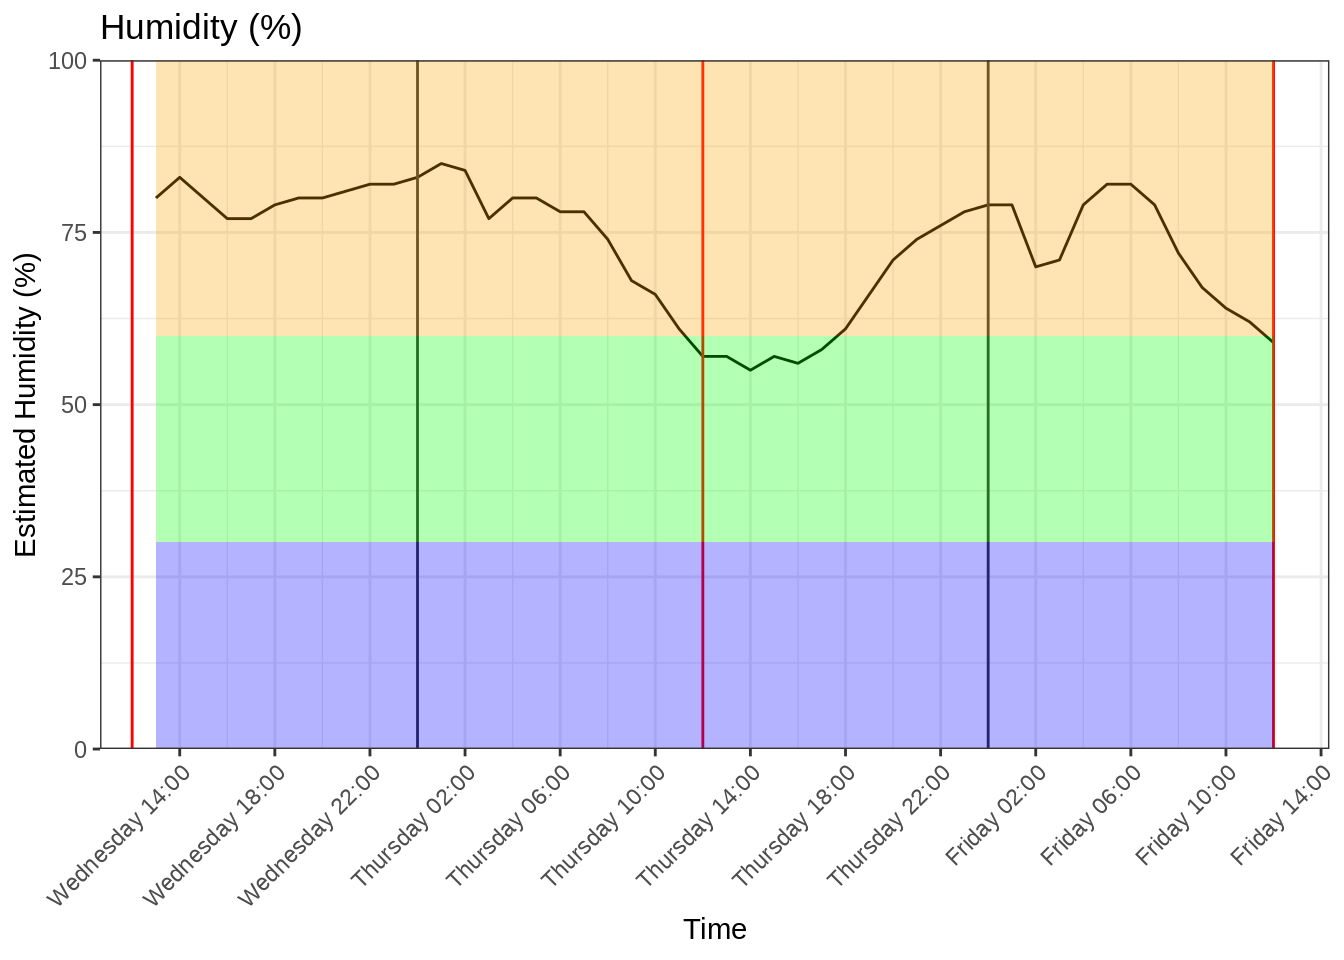 Humidity (%)
Estimated Humidity (%)
100
75
50
25
0
Wednesday 14:00
Wednesday 18:00
Wednesday 22:00
Thursday 02:00
Thursday 06:00
Thursday 10:00
Thursday 14:00
Thursday 18:00
Thursday 22:00
Friday 02:00
Friday 06:00
Friday 10:00
Friday 14:00
Time